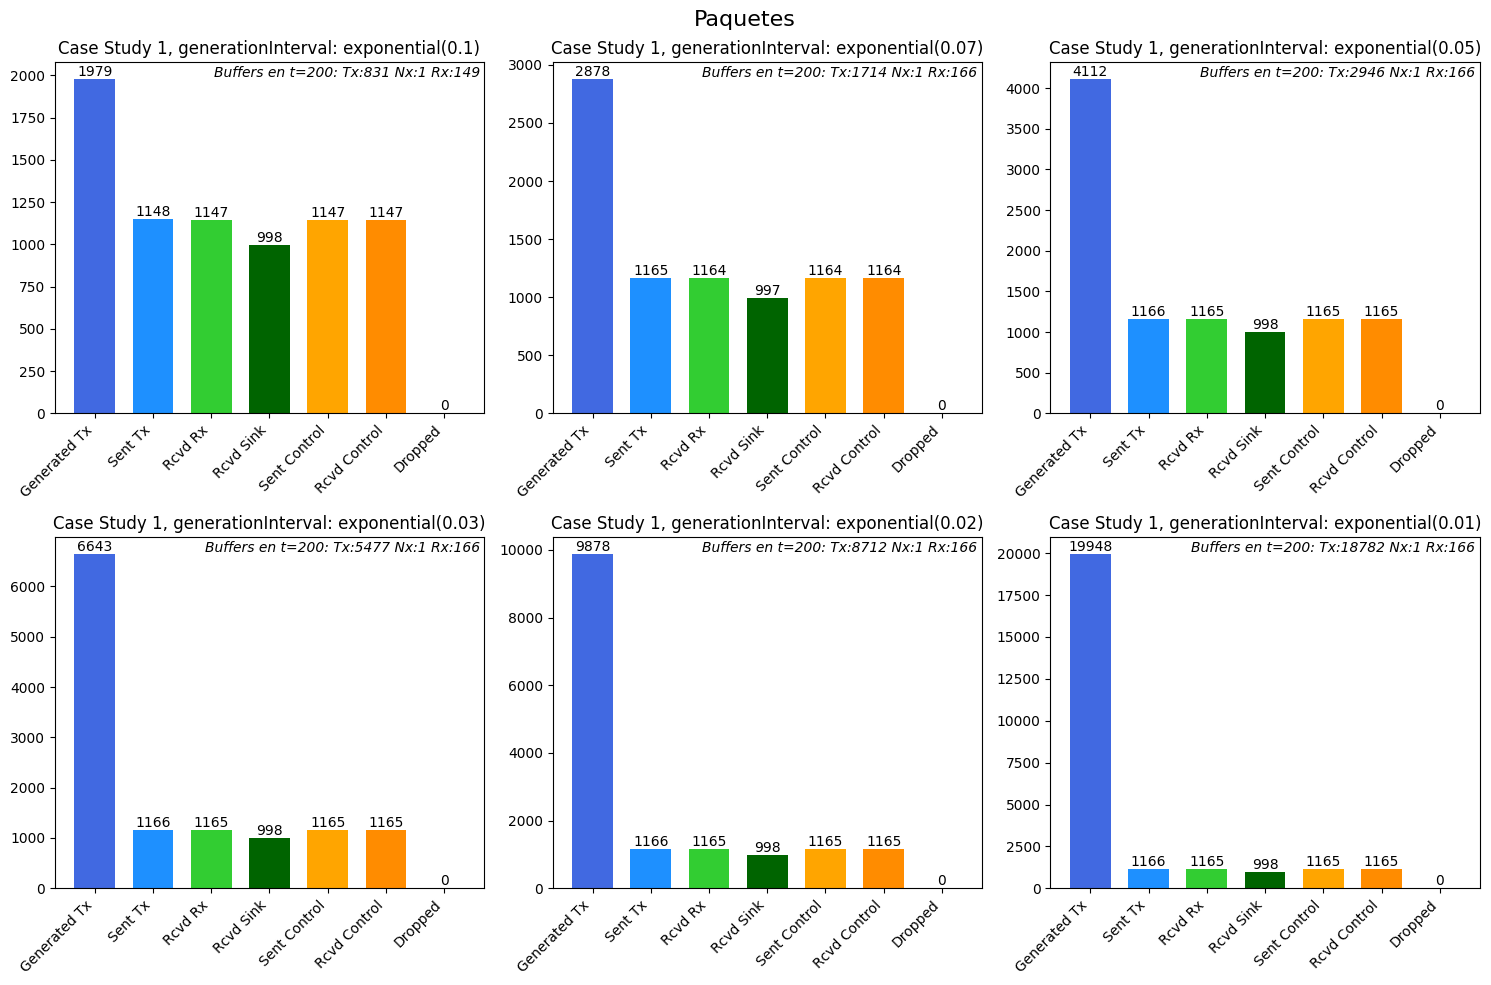 Paquetes
Case Study 1, generationInterval: exponential(0.1)
Buffers en t=200: Tx:831 Nx:1 Rx:149
2000
1750
1500
1250
1000
750
500
250
0
1979
1148
1147
998
1147
1147
0
Generated Tx
Sent Tx
Rcvd Rx
Rcvd Sink
Sent Control
Rcvd Control
Dropped
Case Study 1, generationInterval: exponential(0.07)
Buffers en t=200: Tx:1714 Nx:1 Rx:166
3000
2500
2000
1500
1000
500
0
2878
1165
1164
997
1164
1164
0
Generated Tx
Sent Tx
Rcvd Rx
Rcvd Sink
Sent Control
Rcvd Control
Dropped
Case Study 1, generationInterval: exponential(0.05)
Buffers en t=200: Tx:2946 Nx:1 Rx:166
4000
3500
3000
2500
2000
1500
1000
500
0
4112
1166
1165
998
1165
1165
0
Generated Tx
Sent Tx
Rcvd Rx
Rcvd Sink
Sent Control
Rcvd Control
Dropped
Case Study 1, generationInterval: exponential(0.03)
Buffers en t=200: Tx:5477 Nx:1 Rx:166
6000
5000
4000
3000
2000
1000
0
6643
1166
1165
998
1165
1165
0
Generated Tx
Sent Tx
Rcvd Rx
Rcvd Sink
Sent Control
Rcvd Control
Dropped
Case Study 1, generationInterval: exponential(0.02)
Buffers en t=200: Tx:8712 Nx:1 Rx:166
10000
8000
6000
4000
2000
0
9878
1166
1165
998
1165
1165
0
Generated Tx
Sent Tx
Rcvd Rx
Rcvd Sink
Sent Control
Rcvd Control
Dropped
Case Study 1, generationInterval: exponential(0.01)
Buffers en t=200: Tx:18782 Nx:1 Rx:166
20000
17500
15000
12500
10000
7500
5000
2500
0
19948
1166
1165
998
1165
1165
0
Generated Tx
Sent Tx
Rcvd Rx
Rcvd Sink
Sent Control
Rcvd Control
Dropped